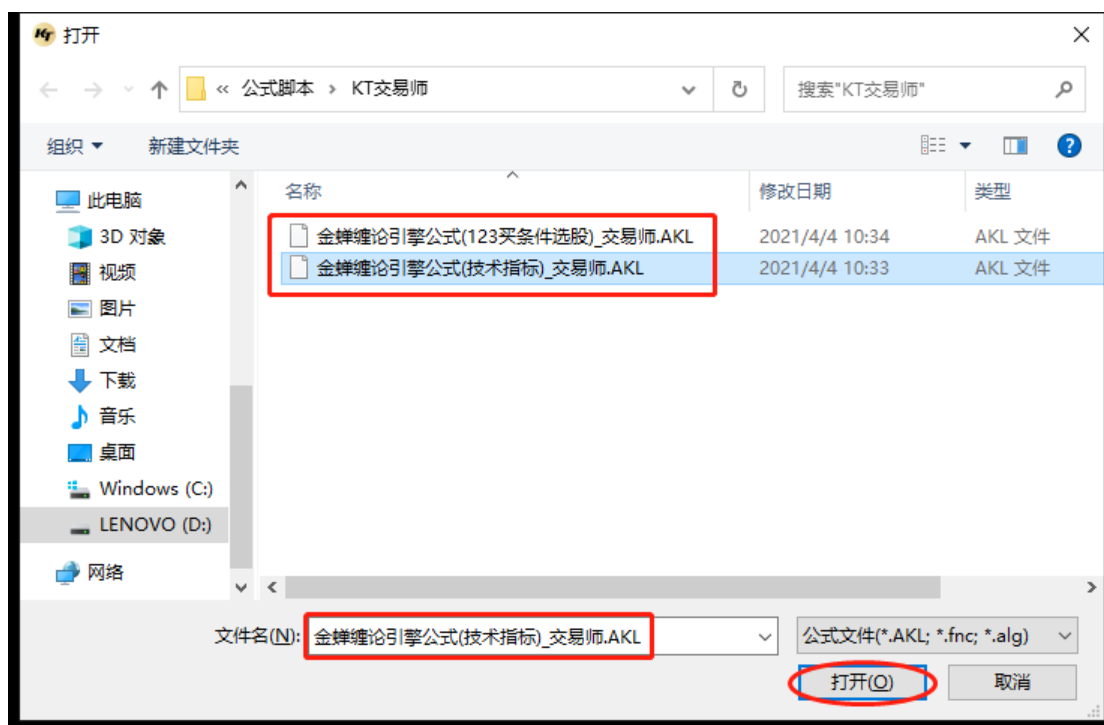 KT 打开
« 公式脚本 › KT交易师
搜索"KT交易师"
组织 新建文件夹
名称 修改日期 类型
此电脑
3D 对象
视频
图片
文档
下载
音乐
桌面
Windows (C:)
LENOVO (D:)
网络
金蝉缠论引擎公式(123买条件选股)_交易师.AKL 2021/4/4 10:34 AKL 文件
金蝉缠论引擎公式(技术指标)_交易师.AKL 2021/4/4 10:33 AKL 文件
文件名(N): 金蝉缠论引擎公式(技术指标)_交易师.AKL 公式文件(*.AKL; *.fnc; *.alg)
打开(O) 取消